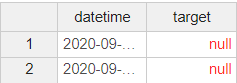 datetime target
1 2020-09-... null
2 2020-09-... null